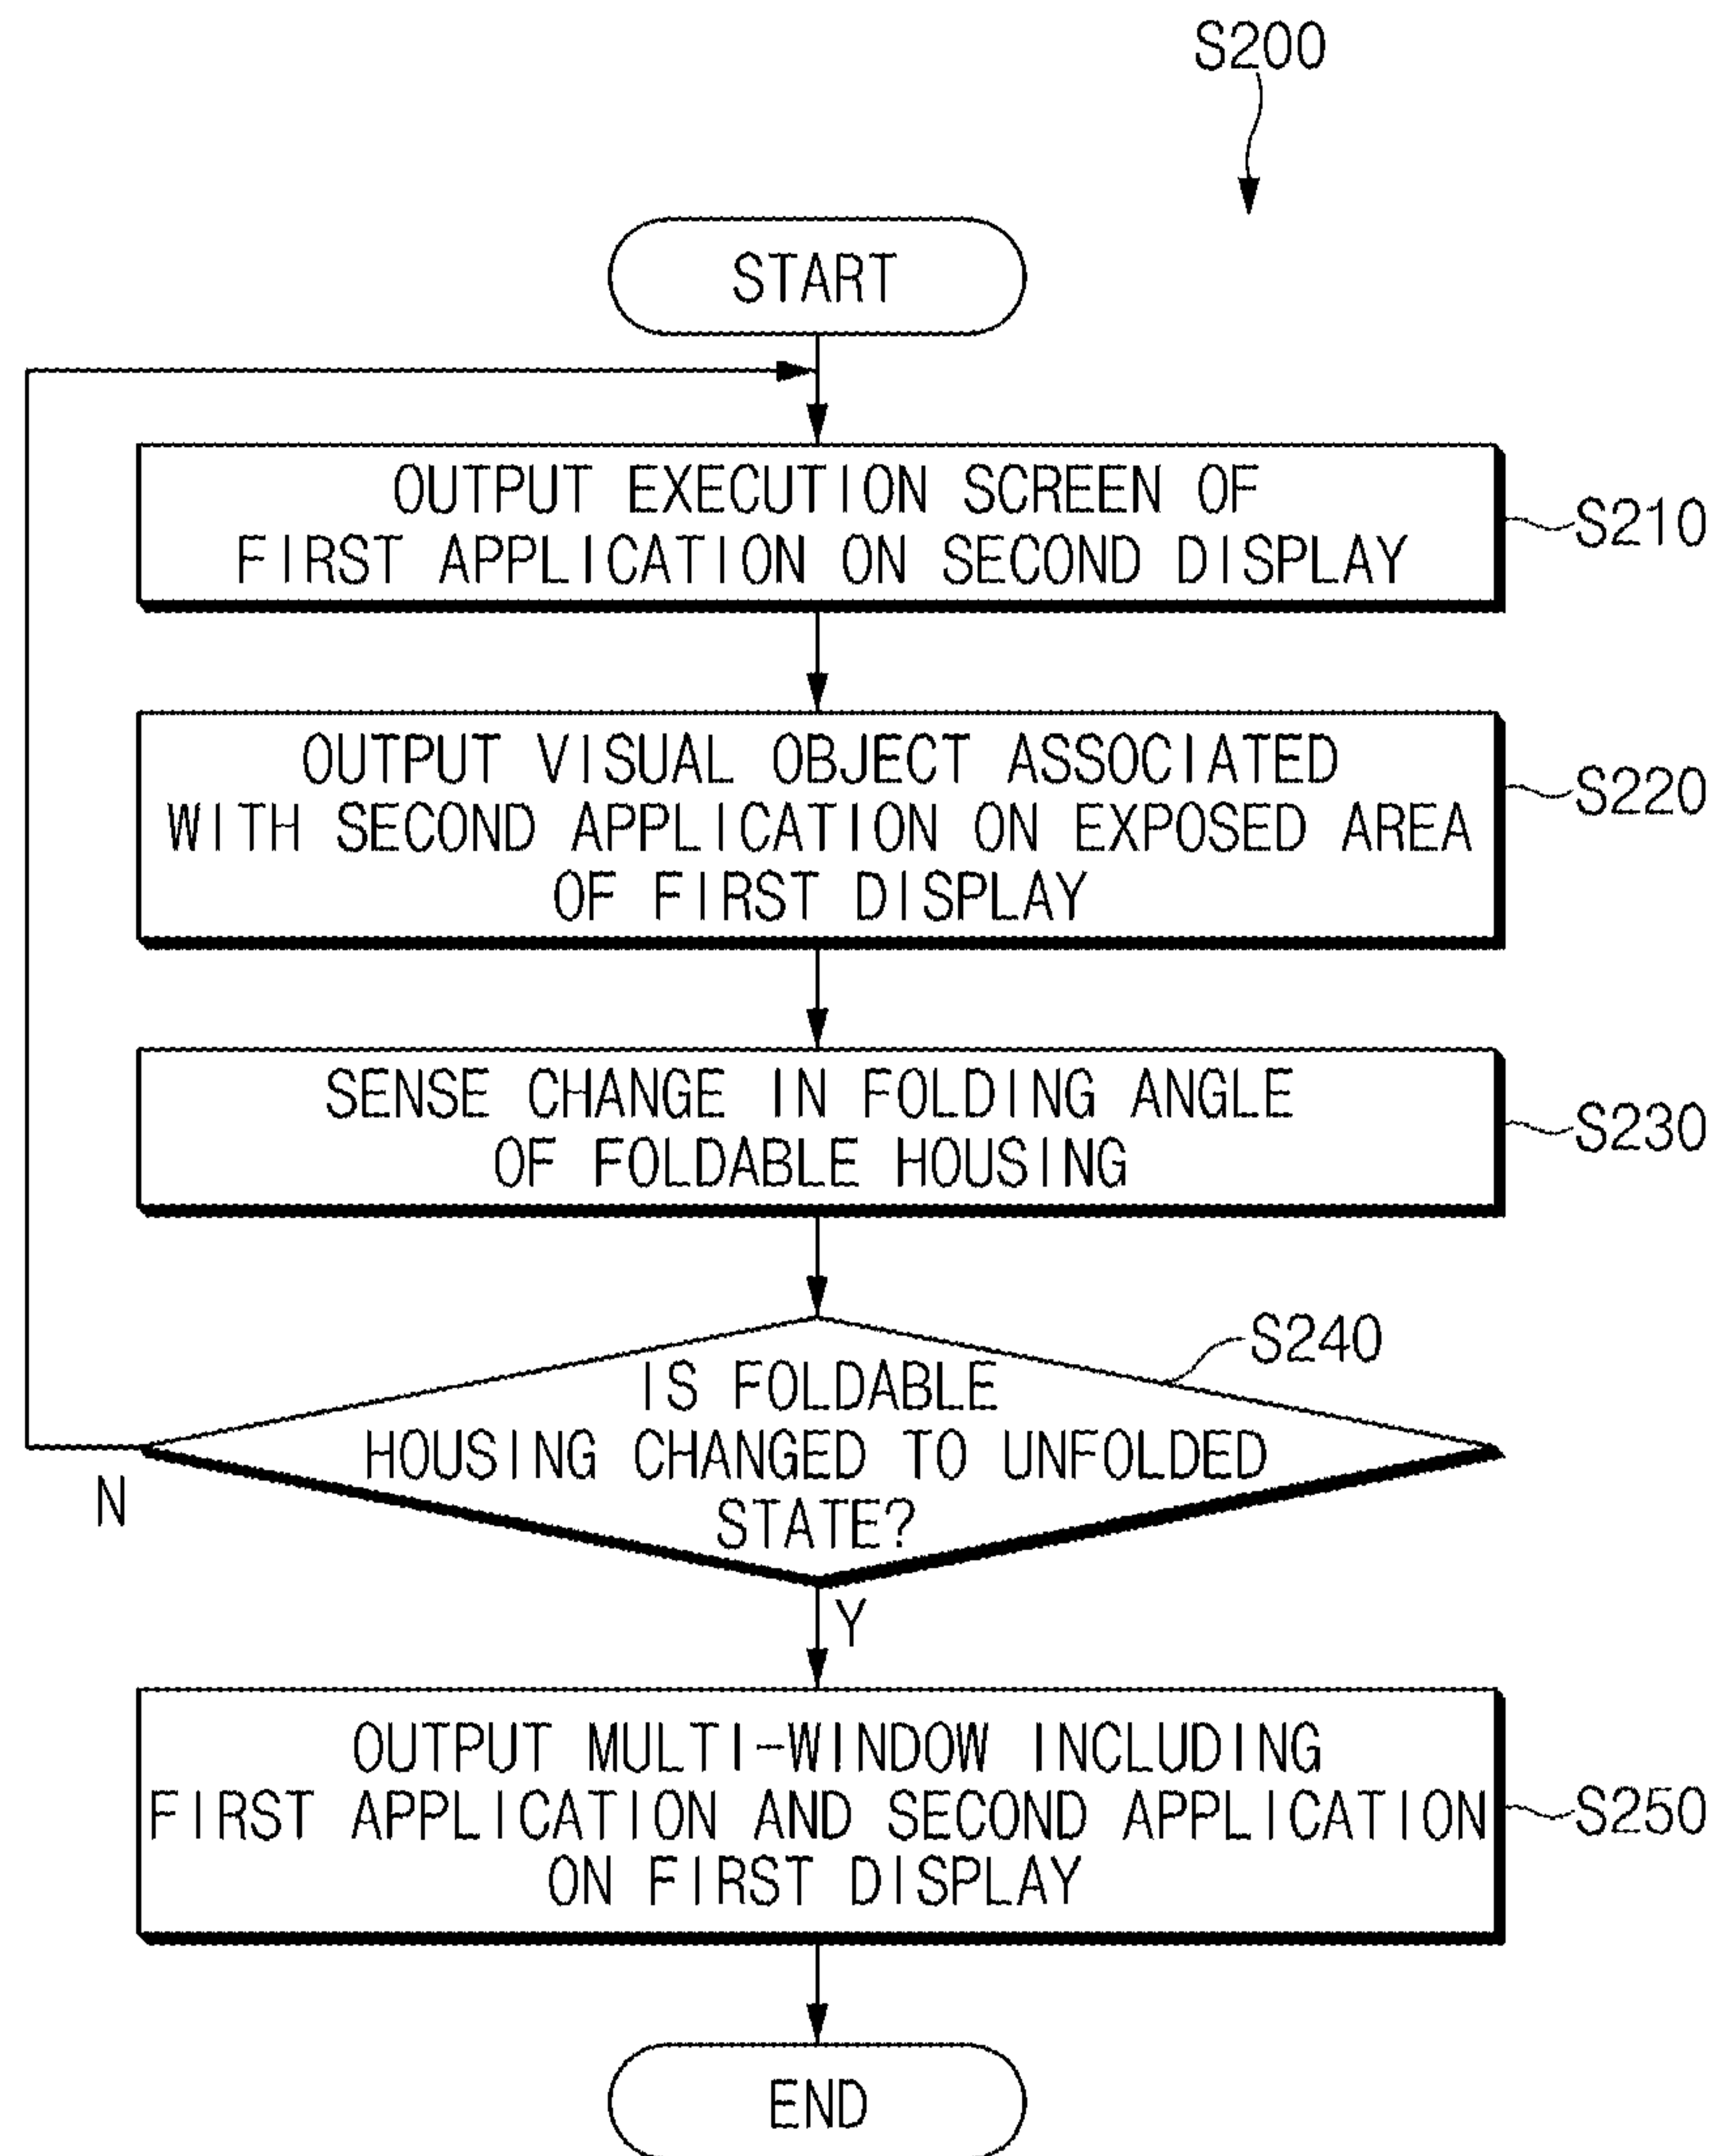 S200
START
OUTPUT EXECUTION SCREEN OF
FIRST APPLICATION ON SECOND DISPLAY
S210
OUTPUT VISUAL OBJECT ASSOCIATED
WITH SECOND APPLICATION ON EXPOSED AREA
OF FIRST DISPLAY
S220
SENSE CHANGE IN FOLDING ANGLE
OF FOLDABLE HOUSING
S230
S240
IS FOLDABLE
HOUSING CHANGED TO UNFOLDED
STATE?
N
Y
OUTPUT MULTI-WINDOW INCLUDING
FIRST APPLICATION AND SECOND APPLICATION
ON FIRST DISPLAY
S250
END